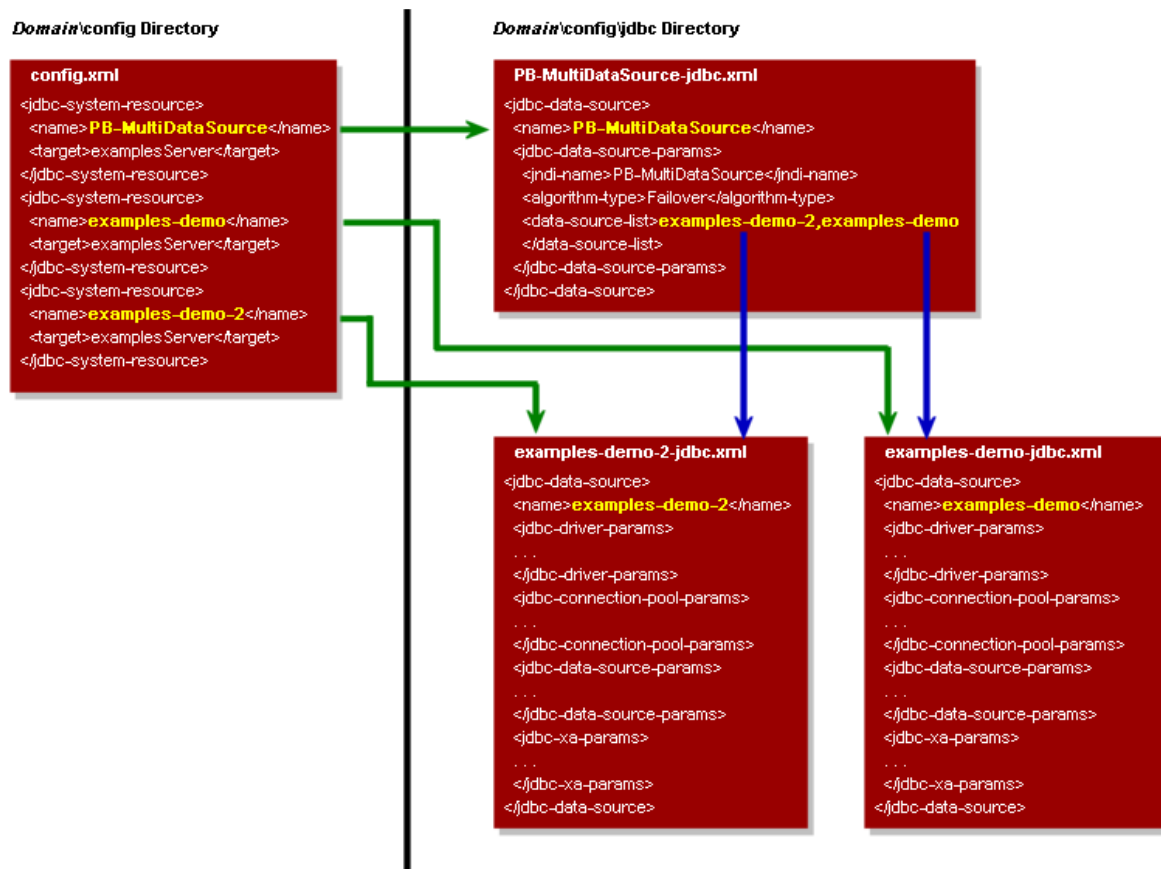 Domain\config Directory
config.xml
<jdbc-system-resource>
<name>PB-MultiDataSource</name>
<target>examplesServer</target>
</jdbc-system-resource>
<jdbc-system-resource>
<name>examples-demo</name>
<target>examplesServer</target>
</jdbc-system-resource>
<jdbc-system-resource>
<name>examples-demo-2</name>
<target>examplesServer</target>
</jdbc-system-resource>
Domain\config\jdbc Directory
PB-MultiDataSource-jdbc.xml
<jdbc-data-source>
<name>PB-MultiDataSource</name>
<jdbc-data-source-params>
<jndi-name>PB-MultiDataSource</jndi-name>
<algorithm-type>Failover</algorithm-type>
<data-source-list>examples-demo-2,examples-demo
</data-source-list>
</jdbc-data-source-params>
</jdbc-data-source>
examples-demo-2-jdbc.xml
<jdbc-data-source>
<name>examples-demo-2</name>
<jdbc-driver-params>
. . .
</jdbc-driver-params>
<jdbc-connection-pool-params>
. . .
</jdbc-connection-pool-params>
<jdbc-data-source-params>
. . .
</jdbc-data-source-params>
<jdbc-xa-params>
. . .
</jdbc-xa-params>
</jdbc-data-source>
examples-demo-jdbc.xml
<jdbc-data-source>
<name>examples-demo</name>
<jdbc-driver-params>
. . .
</jdbc-driver-params>
<jdbc-connection-pool-params>
. . .
</jdbc-connection-pool-params>
<jdbc-data-source-params>
. . .
</jdbc-data-source-params>
<jdbc-xa-params>
. . .
</jdbc-xa-params>
</jdbc-data-source>